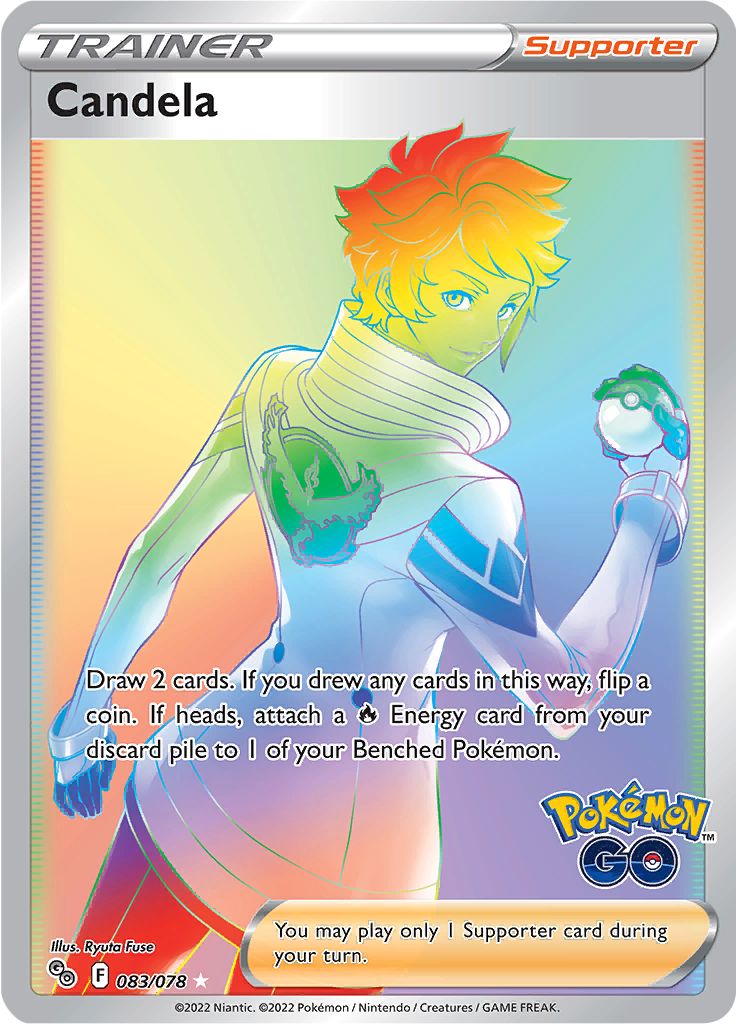 TRAINER Supporter
Candela
Draw 2 cards. If you drew any cards in this way, flip a
coin. If heads, attach a Energy card from your
discard pile to 1 of your Benched Pokémon.
POKéMON™
GO
You may play only 1 Supporter card during
your turn.
Illus. Ryuta Fuse
GO F 083/078
©2022 Niantic. ©2022 Pokémon / Nintendo / Creatures / GAME FREAK.